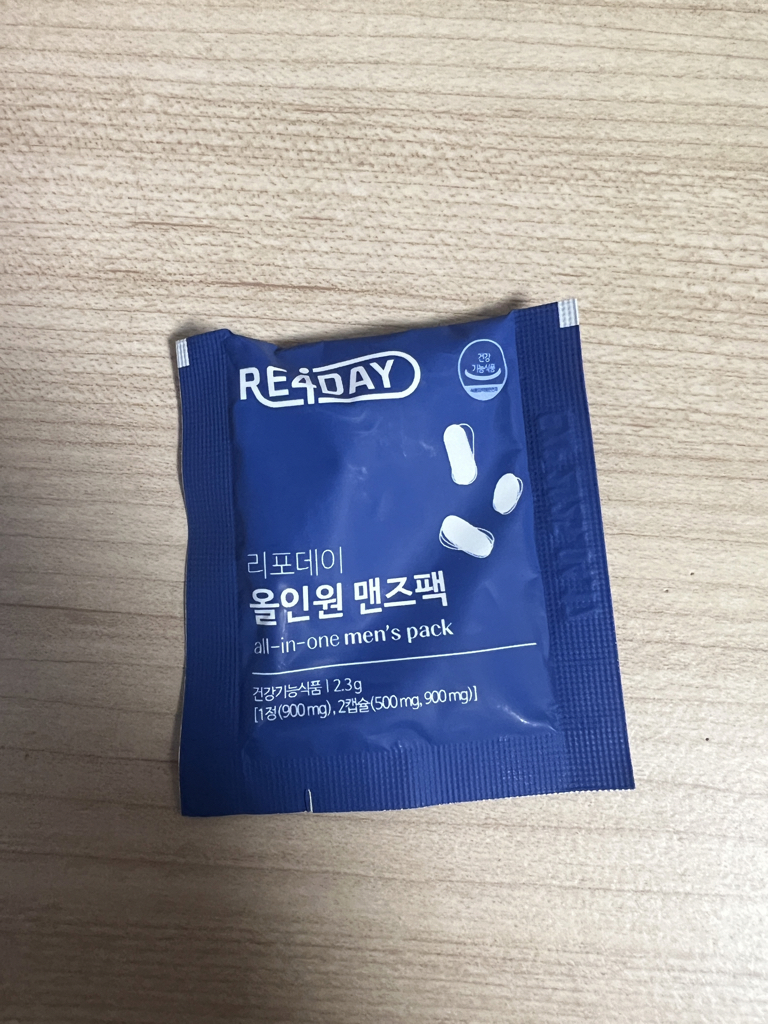 RE4DAY
건강
기능식품
리포데이
올인원 맨즈팩
all-in-one men's pack
건강기능식품 | 2.3 g
[1정(900 mg), 2캡슐(500 mg, 900 mg)]